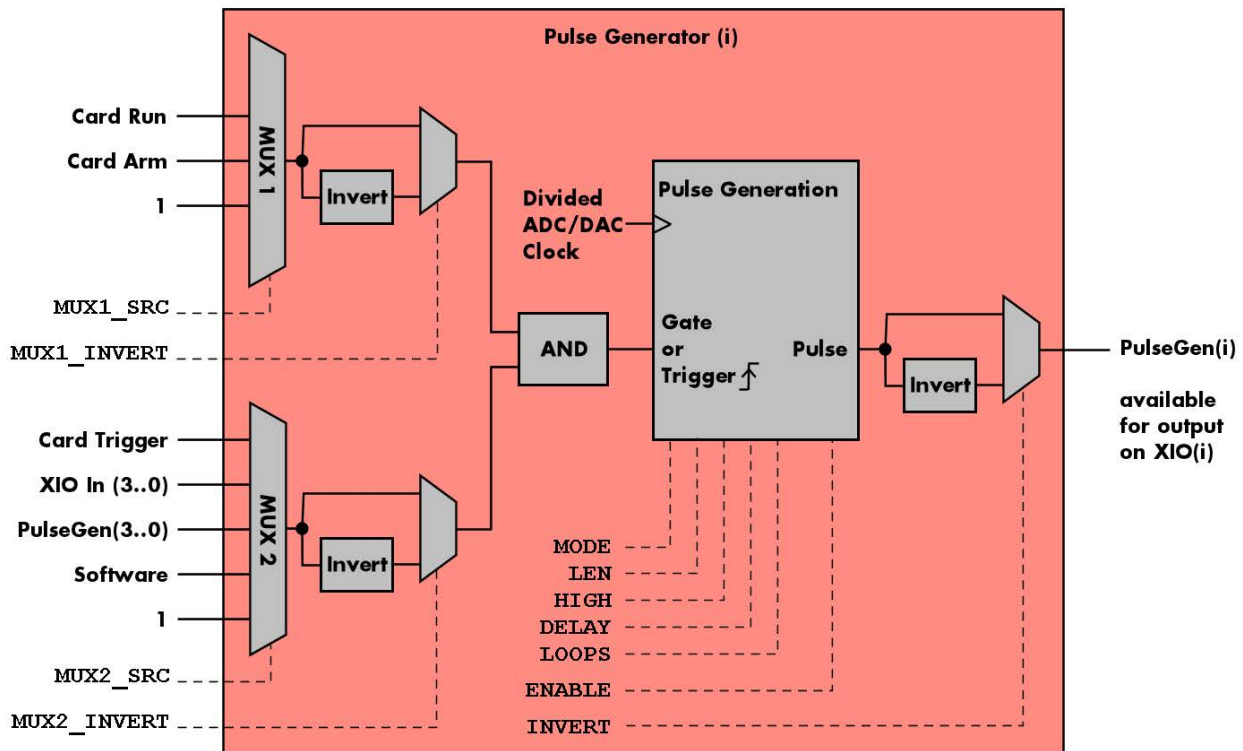 Pulse Generator (i)
Card Run
Card Arm
1
MUX 1
Invert
MUX1_SRC
MUX1_INVERT
Divided
ADC/DAC
Clock
Pulse Generation
Gate
or
Trigger
Pulse
AND
Invert
PulseGen(i)
available
for output
on XIO(i)
Card Trigger
XIO In (3..0)
PulseGen(3..0)
Software
1
MUX 2
Invert
MUX2_SRC
MUX2_INVERT
MODE
LEN
HIGH
DELAY
LOOPS
ENABLE
INVERT